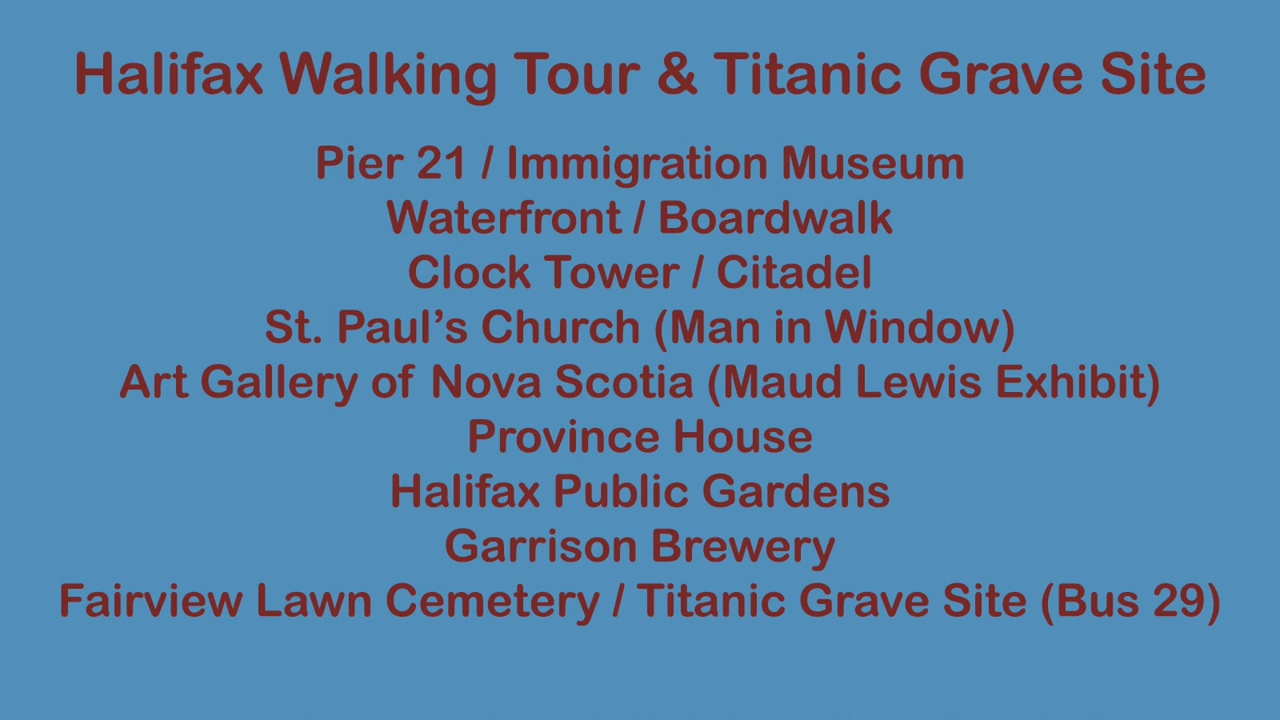 Halifax Walking Tour & Titanic Grave Site
Pier 21 / Immigration Museum
Waterfront / Boardwalk
Clock Tower / Citadel
St. Paul’s Church (Man in Window)
Art Gallery of Nova Scotia (Maud Lewis Exhibit)
Province House
Halifax Public Gardens
Garrison Brewery
Fairview Lawn Cemetery / Titanic Grave Site (Bus 29)